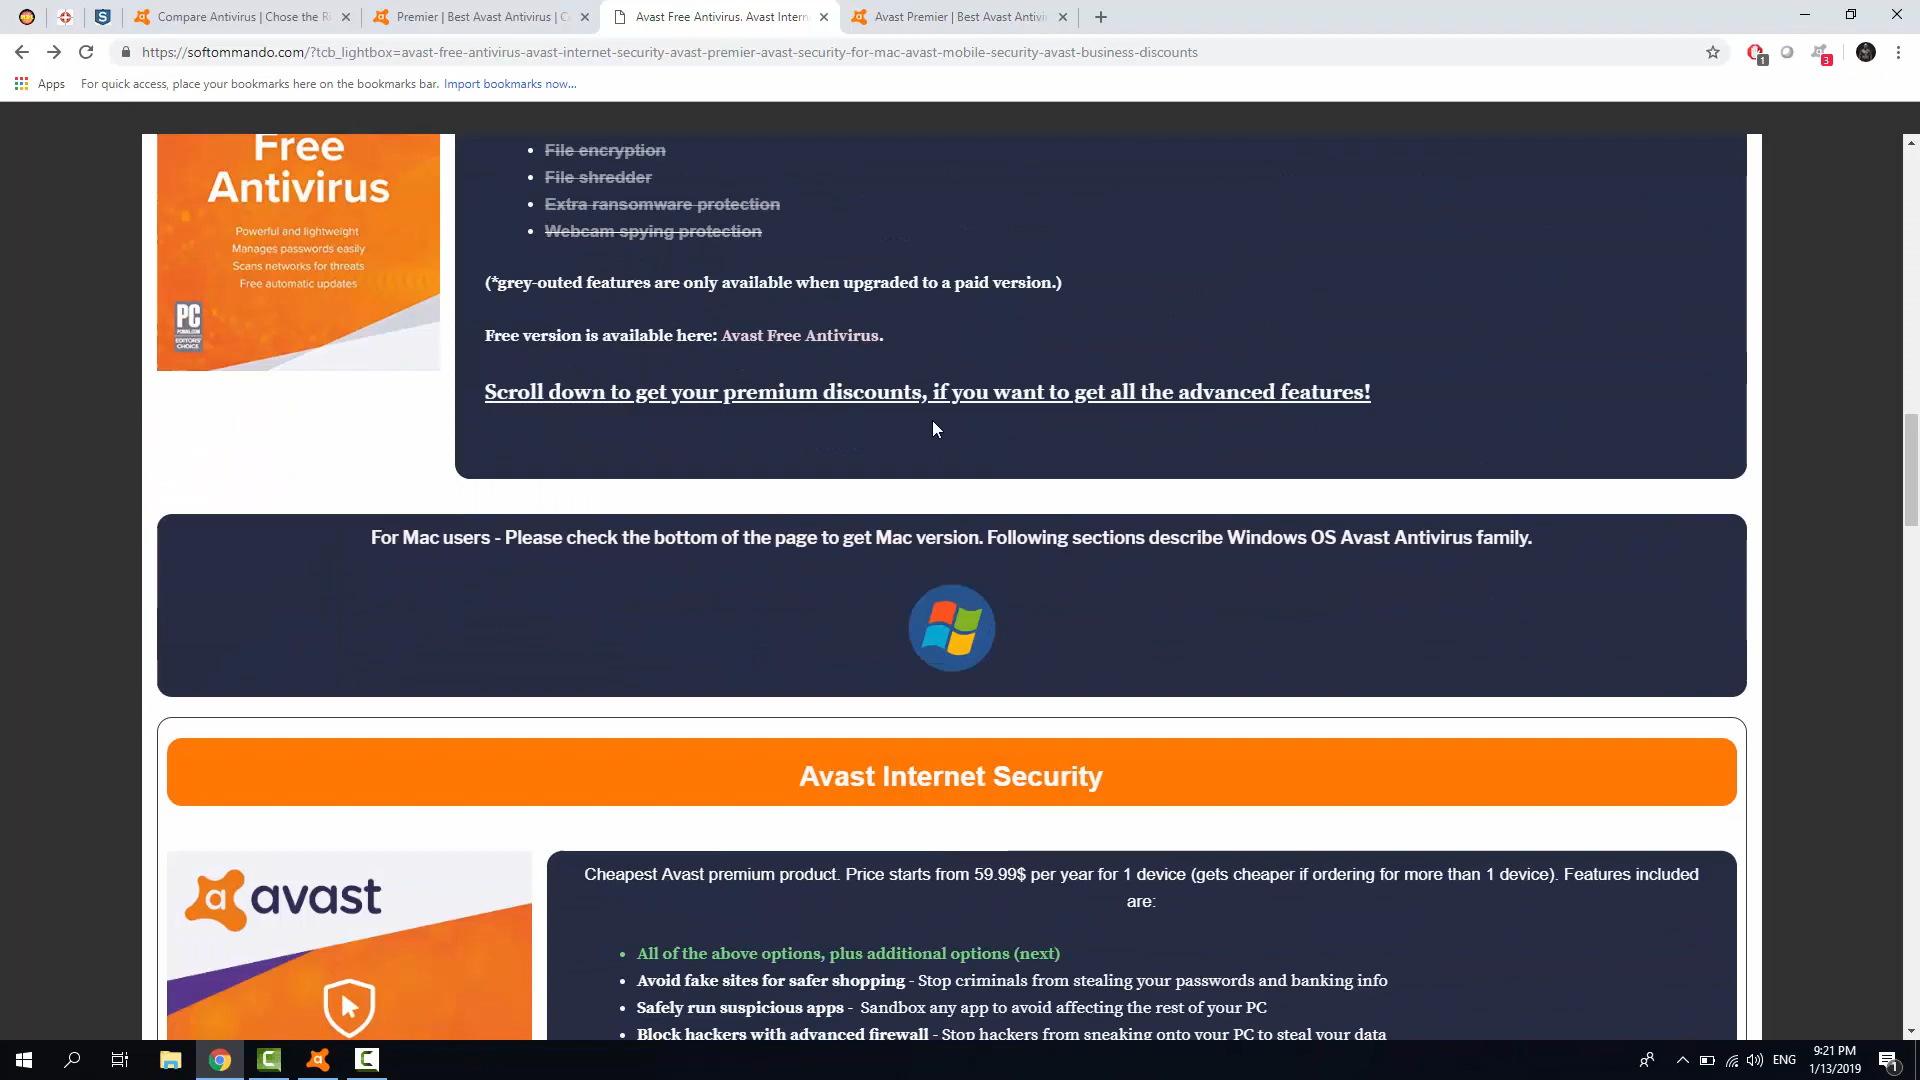 Compare Antivirus | Chose the Ri
Premier | Best Avast Antivirus | C
Avast Free Antivirus. Avast Intern
Avast Premier | Best Avast Antivi
https://softommando.com/?tcb_lightbox=avast-free-antivirus-avast-internet-security-avast-premier-avast-security-for-mac-avast-mobile-security-avast-business-discounts
1
3
Apps
For quick access, place your bookmarks here on the bookmarks bar. Import bookmarks now...
Free
Antivirus
Powerful and lightweight
Manages passwords easily
Scans networks for threats
Free automatic updates
PC
EDITORS'
CHOICE
• File encryption
• File shredder
• Extra ransomware protection
• Webcam spying protection
(*grey-outed features are only available when upgraded to a paid version.)
Free version is available here: Avast Free Antivirus.
Scroll down to get your premium discounts, if you want to get all the advanced features!
For Mac users - Please check the bottom of the page to get Mac version. Following sections describe Windows OS Avast Antivirus family.
Avast Internet Security
avast
Cheapest Avast premium product. Price starts from 59.99$ per year for 1 device (gets cheaper if ordering for more than 1 device). Features included
are:
• All of the above options, plus additional options (next)
• Avoid fake sites for safer shopping - Stop criminals from stealing your passwords and banking info
• Safely run suspicious apps - Sandbox any app to avoid affecting the rest of your PC
• Block hackers with advanced firewall - Stop hackers from sneaking onto your PC to steal your data
ENG
9:21 PM
1/13/2019
1